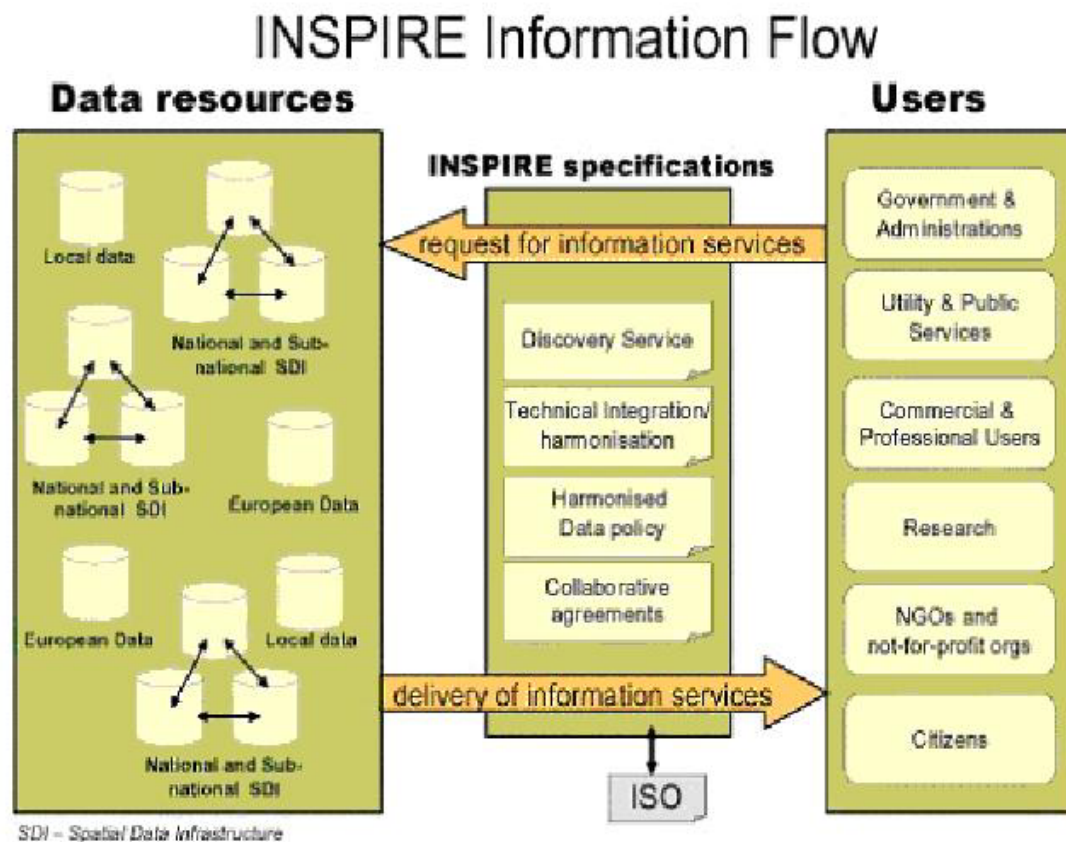 INSPIRE Information Flow
Data resources
Local data
National and Sub-
national SDI
National and Sub-
national SDI
European Data
European Data
Local data
National and Sub-
national SDI
SDI – Spatial Data Infrastructure
INSPIRE specifications
request for information services
Discovery Service
Technical Integration/
harmonisation
Harmonised
Data policy
Collaborative
agreements
delivery of information services
ISO
Users
Government &
Administrations
Utility & Public
Services
Commercial &
Professional Users
Research
NGOs and
not-for-profit orgs
Citizens